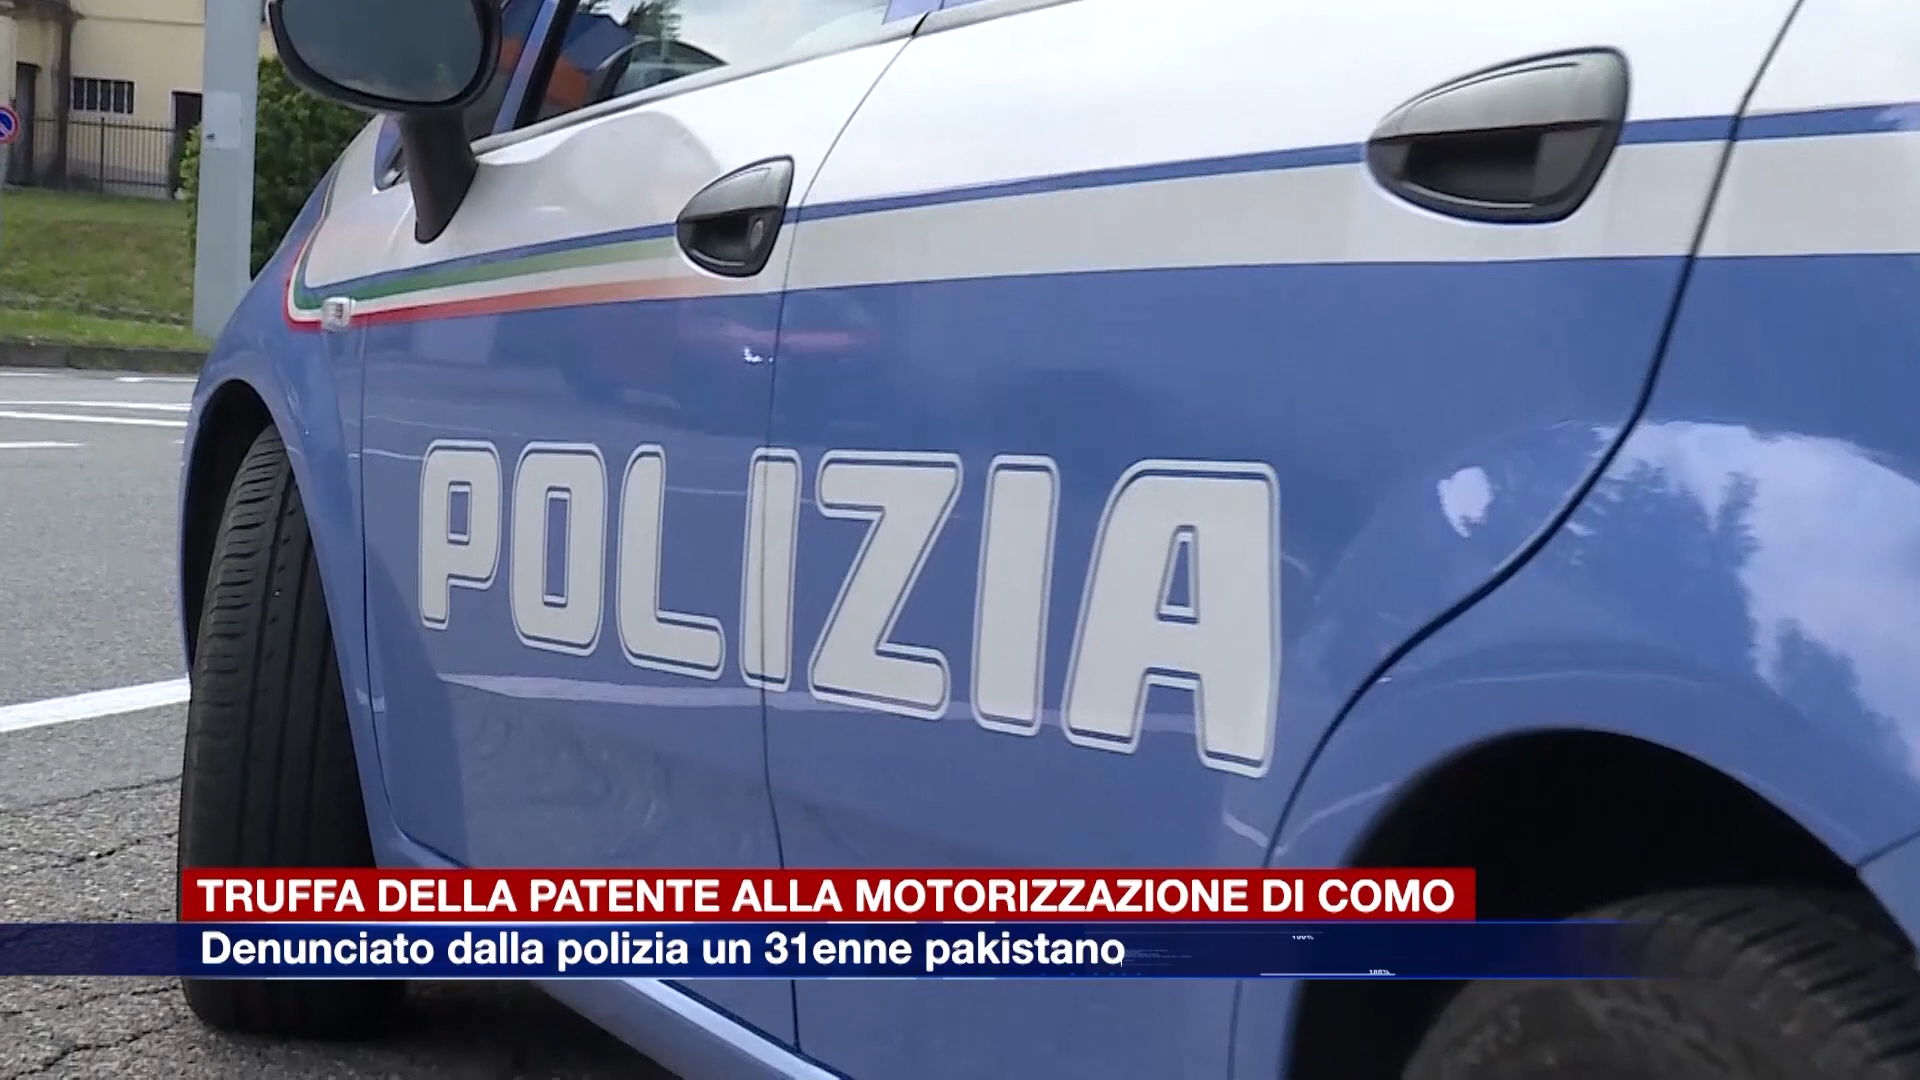 POLIZIA
TRUFFA DELLA PATENTE ALLA MOTORIZZAZIONE DI COMO
Denunciato dalla polizia un 31enne pakistano